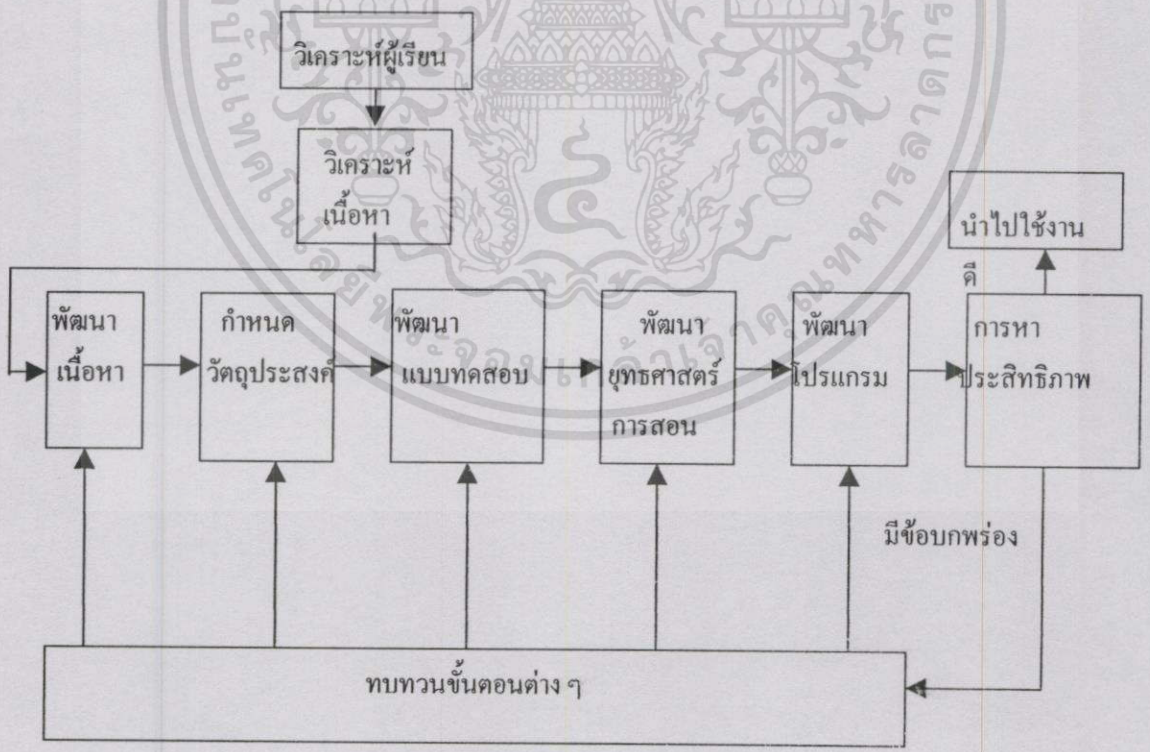 วิเคราะห์ผู้เรียน
วิเคราะห์
เนื้อหา
นำไปใช้งาน
ดี
พัฒนา
เนื้อหา
กำหนด
วัตถุประสงค์
พัฒนา
แบบทดสอบ
พัฒนา
ยุทธศาสตร์
การสอน
พัฒนา
โปรแกรม
การหา
ประสิทธิภาพ
มีข้อบกพร่อง
ทบทวนขั้นตอนต่าง ๆ